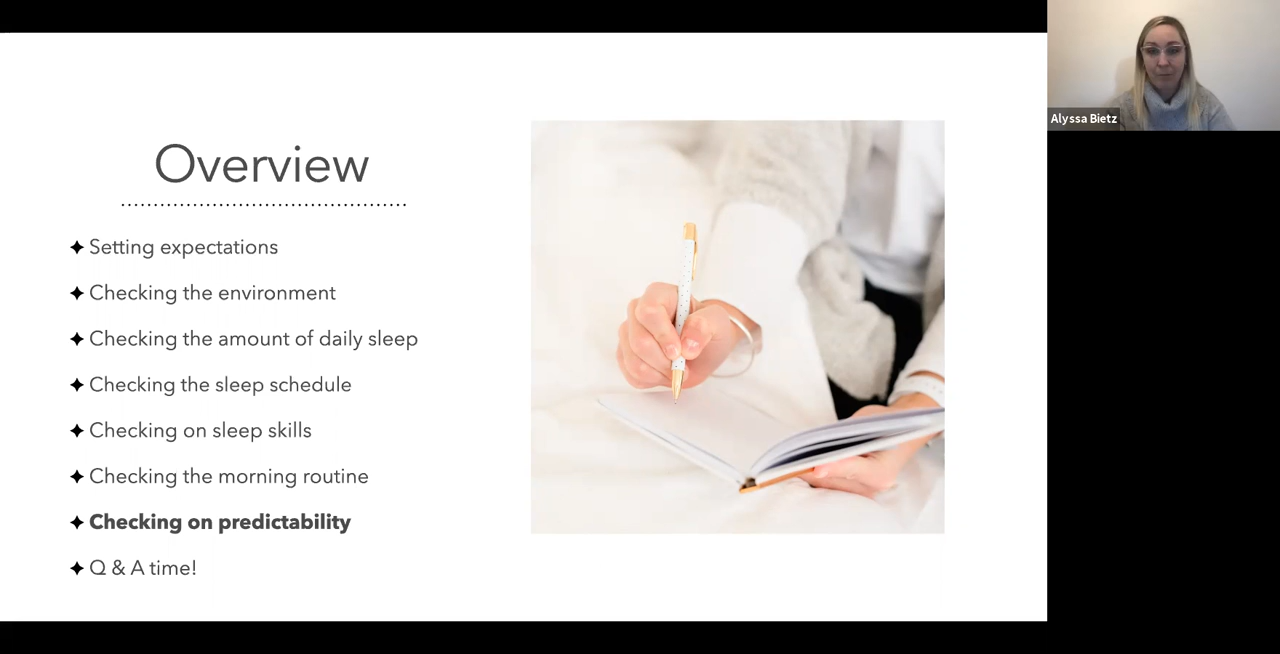 Overview
Setting expectations
Checking the environment
Checking the amount of daily sleep
Checking the sleep schedule
Checking on sleep skills
Checking the morning routine
Checking on predictability
Q & A time!
Alyssa Bietz